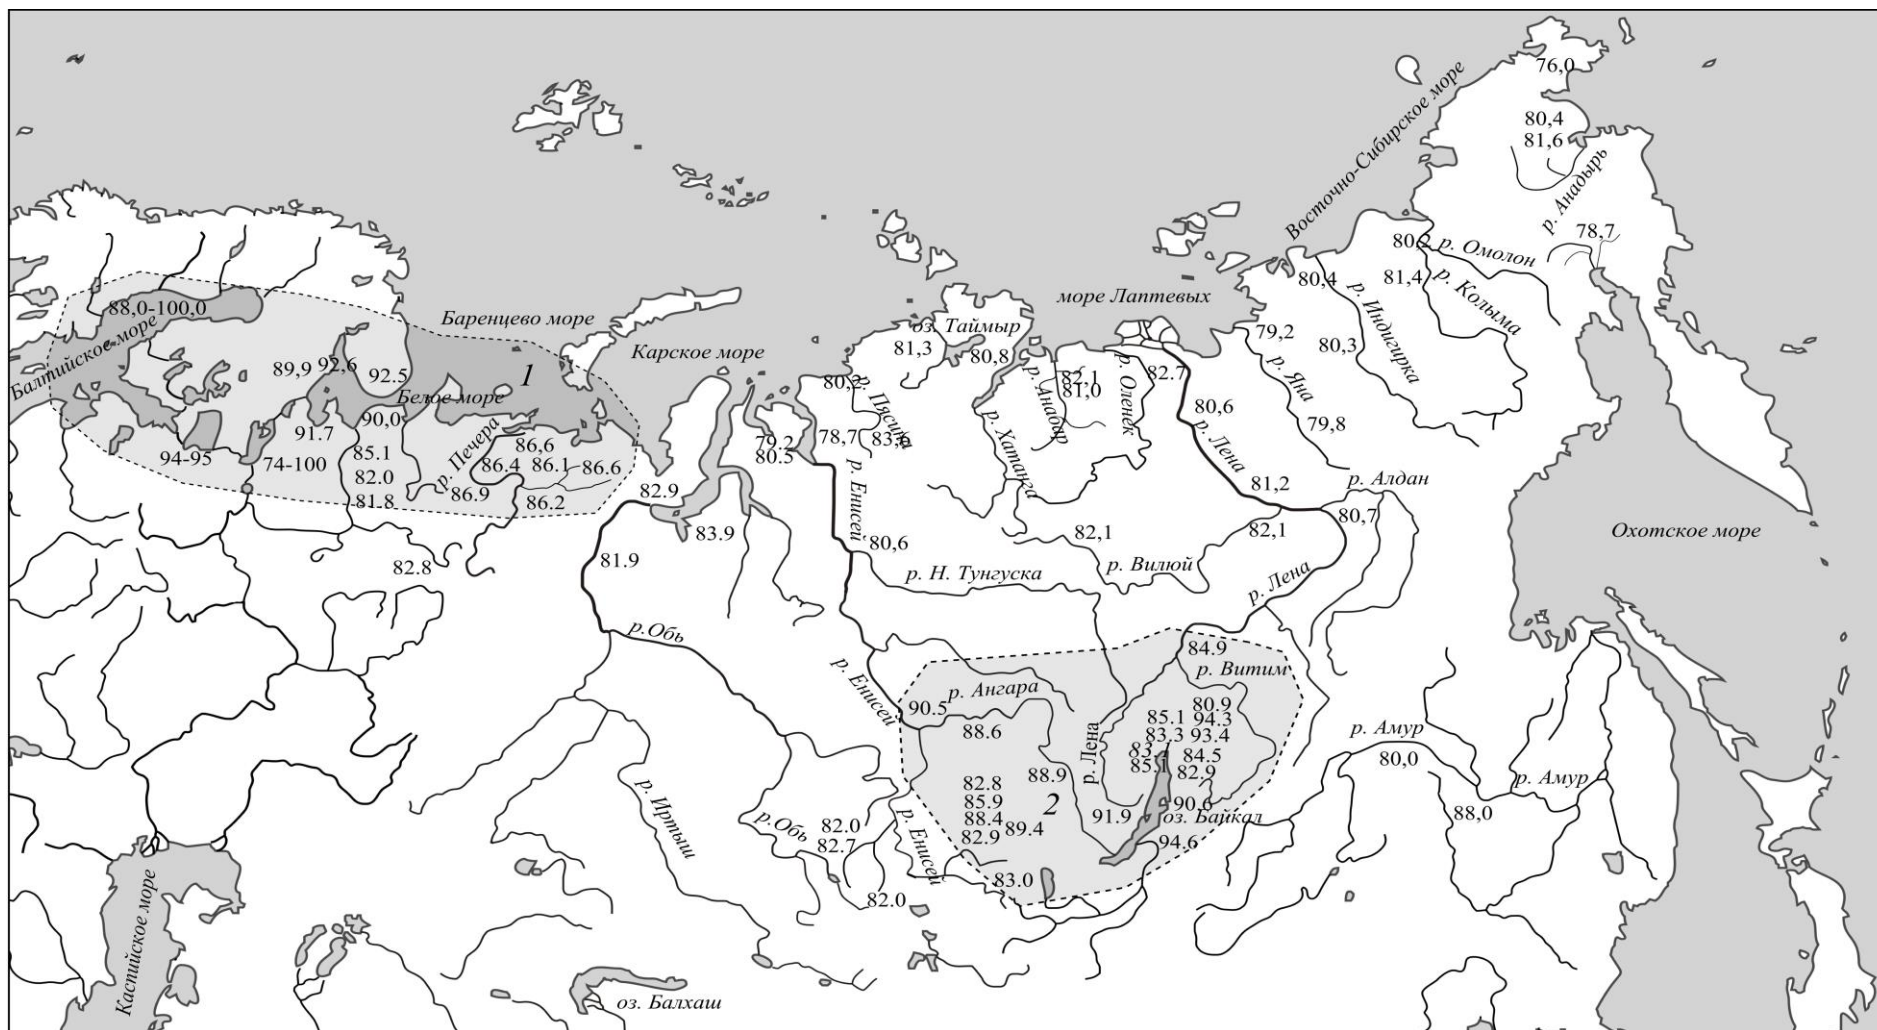 76,0
80,4
81,6
Восточно-Сибирское море
р. Анадырь
78,7
80,2
р. Омолон
80,4
81,4
р. Колыма
88,0-100,0
Балтийское море
Баренцево море
море Лаптевых
р. Индигирка
оз. Таймыр
81,3
80,8
79,2
80,3
Карское море
89,9
92,6
92.5
1
Белое море
80,2
р. Пясина
р. Анабар
82,1
81,0
р. Оленек
82.7
р. Яна
90,0
91.7
94-95
74-100
85.1
82.0
81.8
р. Печера
86,6
86.4
86.1
86.6
86.9
86.2
79.2
80.5
78,7
р. Хатанга
80,6
р. Лена
79,8
82.9
83.9
р. Енисей
81,2
р. Алдан
80,7
82,1
82,1
Охотское море
82.8
81.9
80,6
р. Н. Тунгуска
р. Вилюй
р. Лена
р.Обь
84.9
р. Витим
р. Енисей
90.5
р. Ангара
88.6
р. Лена
80.9
85.1
94.3
83.3
93.4
84.5
85.1
82.9
р. Амур
80,0
р. Амур
88,0
р. Иртыш
82.8
85.9
88.4
82.9
89.4
88.9
2
91.9
90.6
оз. Байкал
94.6
р.Обь
82.0
82.7
р. Енисей
82.0
83.0
Каспийское море
оз. Балхаш